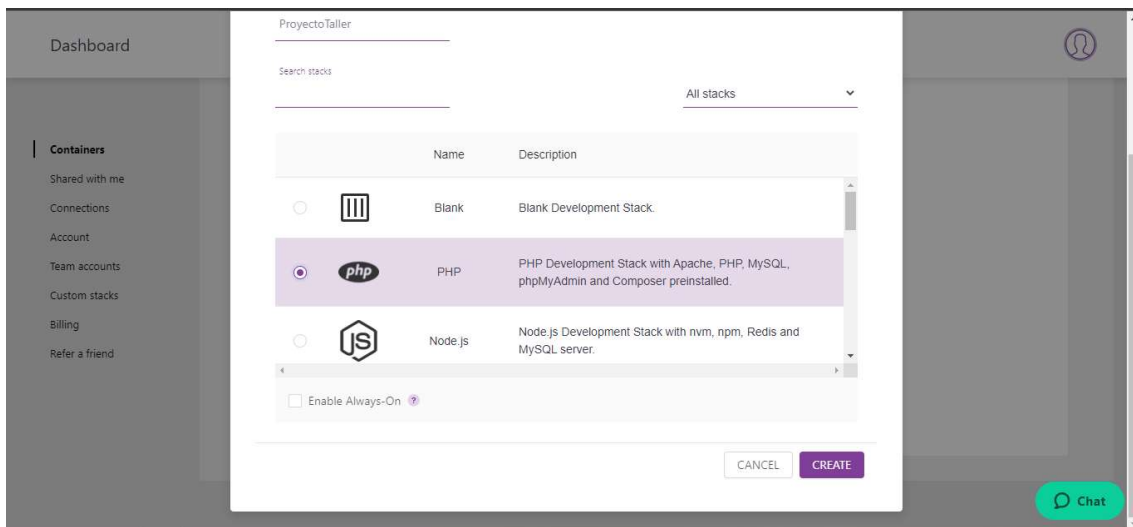 ProyectoTaller
Dashboard
Search stacks
All stacks
Containers
Shared with me
Connections
Account
Team accounts
Custom stacks
Billing
Refer a friend
Name Description
Blank Blank Development Stack.
php PHP PHP Development Stack with Apache, PHP, MySQL,
phpMyAdmin and Composer preinstalled.
JS Node.js Node.js Development Stack with nvm, npm, Redis and
MySQL server.
Enable Always-On ?
CANCEL CREATE
Chat